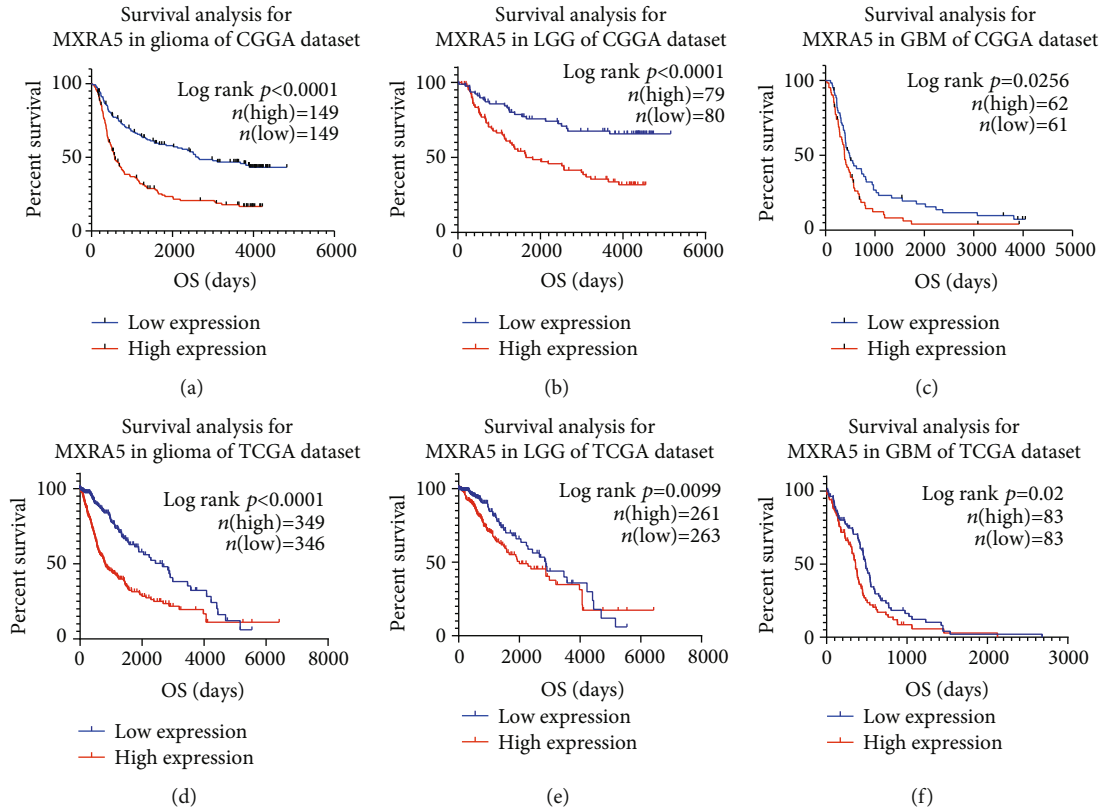 Survival analysis for
MXRA5 in glioma of CGGA dataset
Log rank p<0.0001
n(high)=149
n(low)=149
Percent survival
100
50
0
0
2000
4000
6000
OS (days)
Low expression
High expression
(a)
Survival analysis for
MXRA5 in LGG of CGGA dataset
Log rank p<0.0001
n(high)=79
n(low)=80
Percent survival
100
50
0
0
2000
4000
6000
OS (days)
Low expression
High expression
(b)
Survival analysis for
MXRA5 in GBM of CGGA dataset
Log rank p=0.0256
n(high)=62
n(low)=61
Percent survival
100
50
0
0
1000
2000
3000
4000
5000
OS (days)
Low expression
High expression
(c)
Survival analysis for
MXRA5 in glioma of TCGA dataset
Log rank p<0.0001
n(high)=349
n(low)=346
Percent survival
100
50
0
0
2000
4000
6000
8000
OS (days)
Low expression
High expression
(d)
Survival analysis for
MXRA5 in LGG of TCGA dataset
Log rank p=0.0099
n(high)=261
n(low)=263
Percent survival
100
50
0
0
2000
4000
6000
8000
OS (days)
Low expression
High expression
(e)
Survival analysis for
MXRA5 in GBM of TCGA dataset
Log rank p=0.02
n(high)=83
n(low)=83
Percent survival
100
50
0
0
1000
2000
3000
OS (days)
Low expression
High expression
(f)